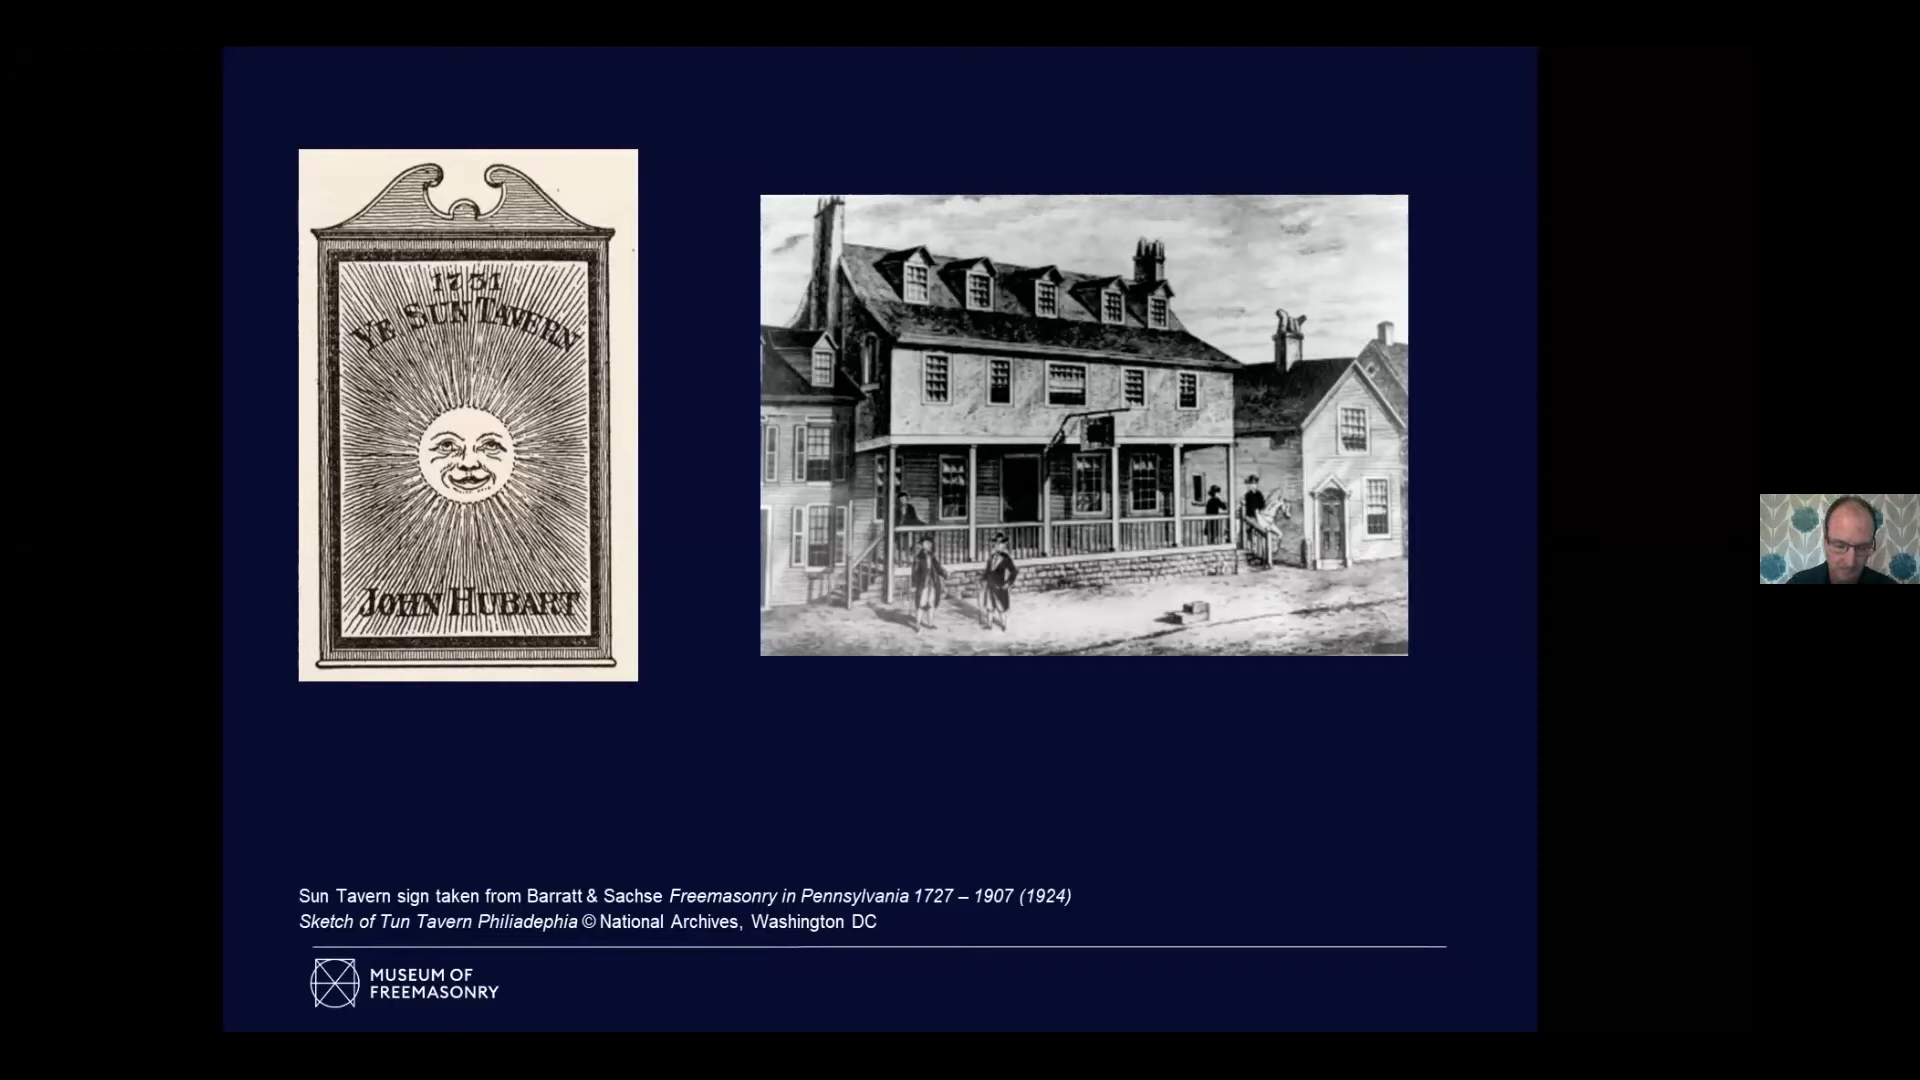 1731
YE SUN TAVERN
JOHN HUBART
Sun Tavern sign taken from Barratt & Sachse Freemasonry in Pennsylvania 1727 – 1907 (1924)
Sketch of Tun Tavern Philiadephia © National Archives, Washington DC
MUSEUM OF
FREEMASONRY